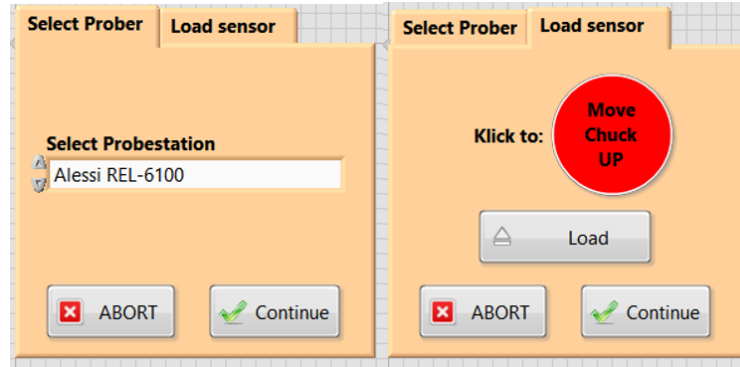 Select Prober
Load sensor
Select Probestation
Alessi REL-6100
ABORT
Continue
Select Prober
Load sensor
Klick to:
Move
Chuck
UP
Load
ABORT
Continue